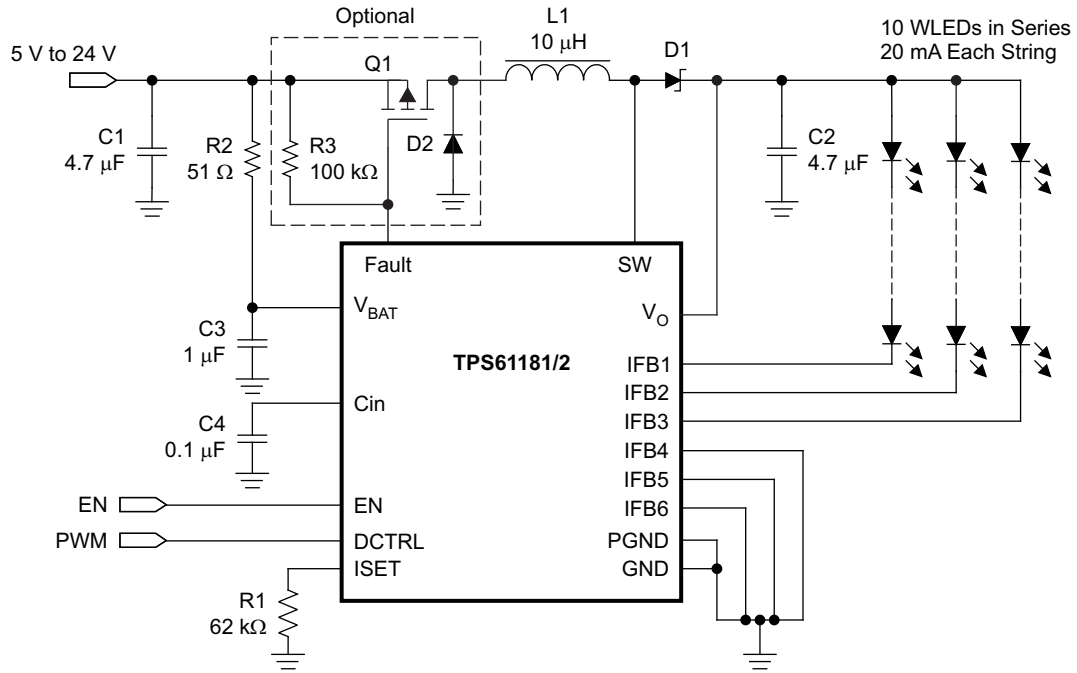 Optional
L1
10 μH
10 WLEDs in Series
20 mA Each String
5 V to 24 V
Q1
D1
C1
4.7 μF
R2
51 Ω
R3
100 kΩ
D2
C2
4.7 μF
Fault
SW
VBAT
VO
C3
1 μF
TPS61181/2
IFB1
IFB2
Cin
IFB3
C4
0.1 μF
IFB4
IFB5
EN
EN
IFB6
PWM
DCTRL
PGND
ISET
GND
R1
62 kΩ